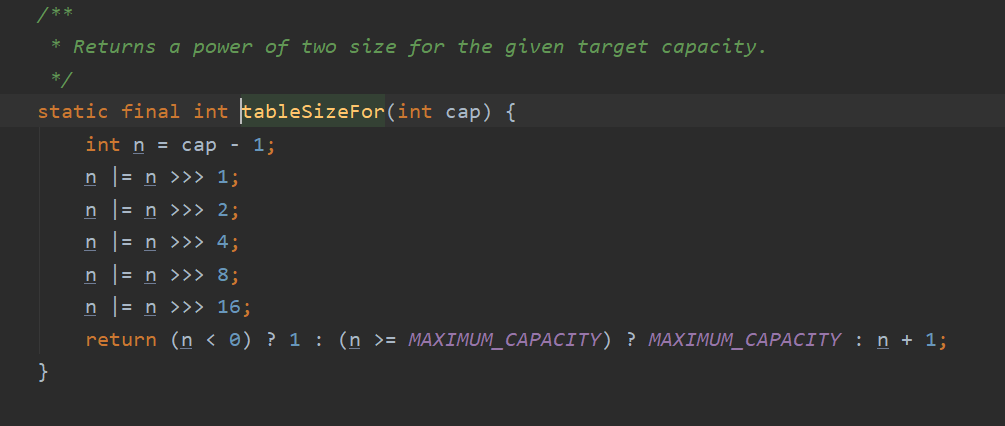 /**
 * Returns a power of two size for the given target capacity.
 */
static final int tableSizeFor(int cap) {
    int n = cap - 1;
    n |= n >>> 1;
    n |= n >>> 2;
    n |= n >>> 4;
    n |= n >>> 8;
    n |= n >>> 16;
    return (n < 0) ? 1 : (n >= MAXIMUM_CAPACITY) ? MAXIMUM_CAPACITY : n + 1;
}